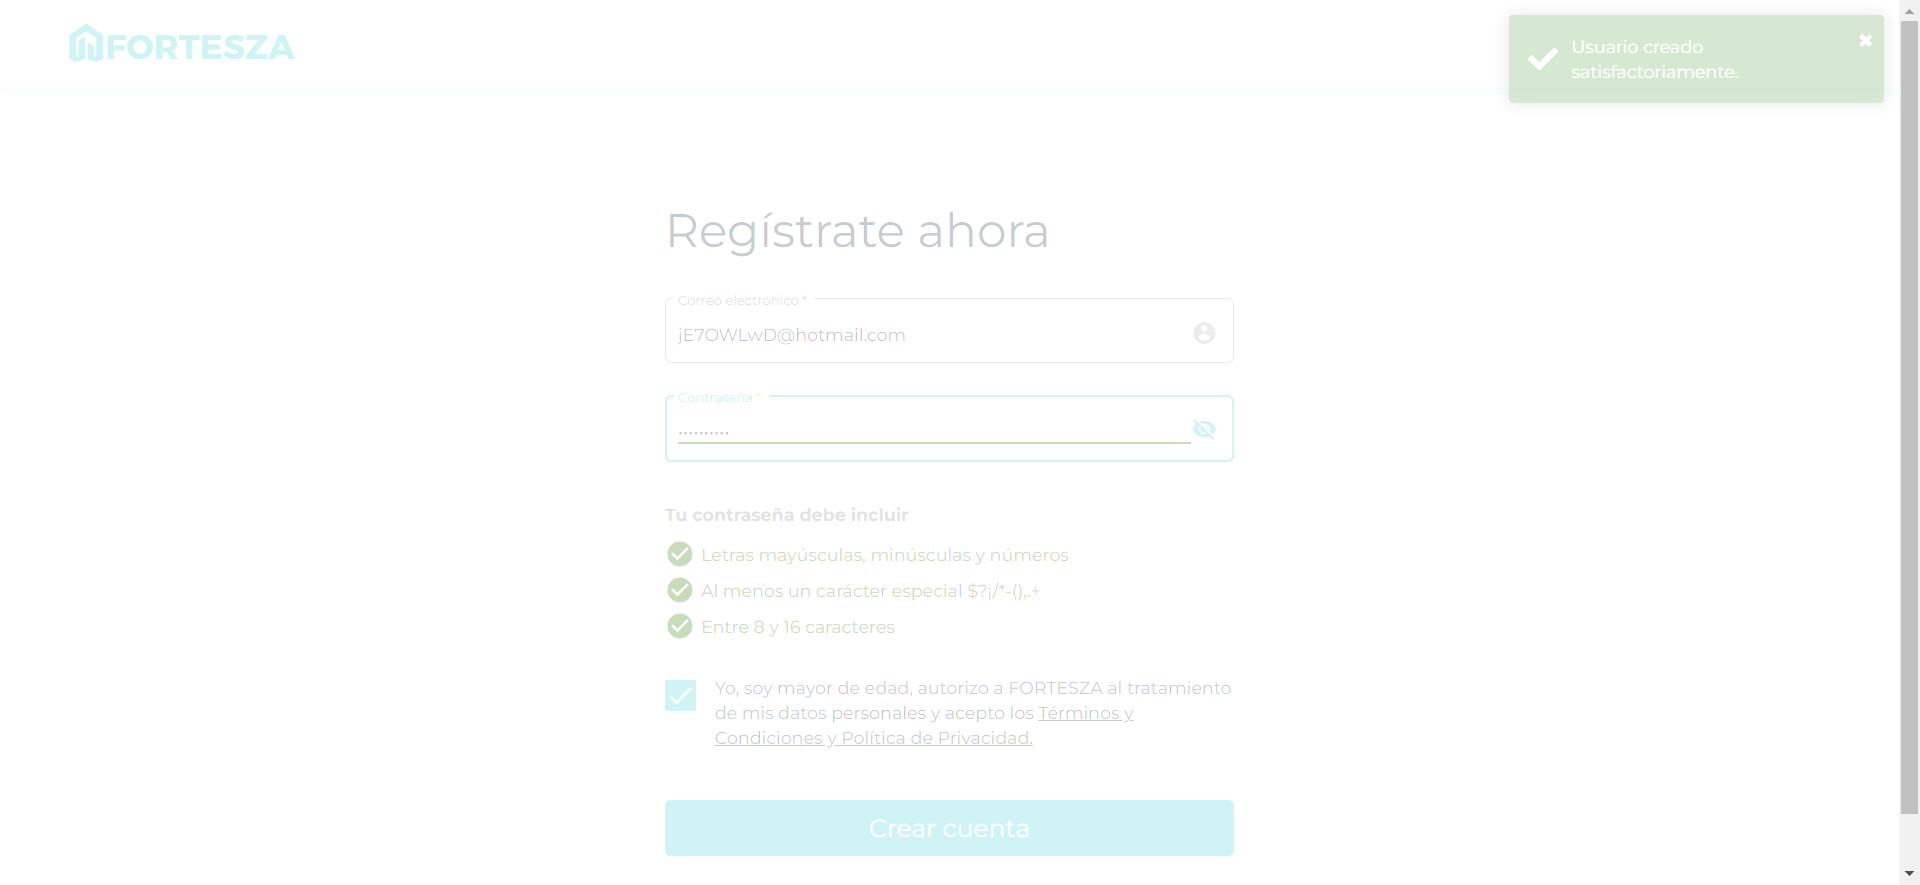 FORTESZA
Usuario creado
satisfactoriamente.
Regístrate ahora
Correo electrónico *
jE7OWLwD@hotmail.com
Contraseña *
..........
Tu contraseña debe incluir
Letras mayúsculas, minúsculas y números
Al menos un carácter especial $?¡/*-(),.+
Entre 8 y 16 caracteres
Yo, soy mayor de edad, autorizo a FORTESZA al tratamiento
de mis datos personales y acepto los Términos y
Condiciones y Política de Privacidad.
Crear cuenta